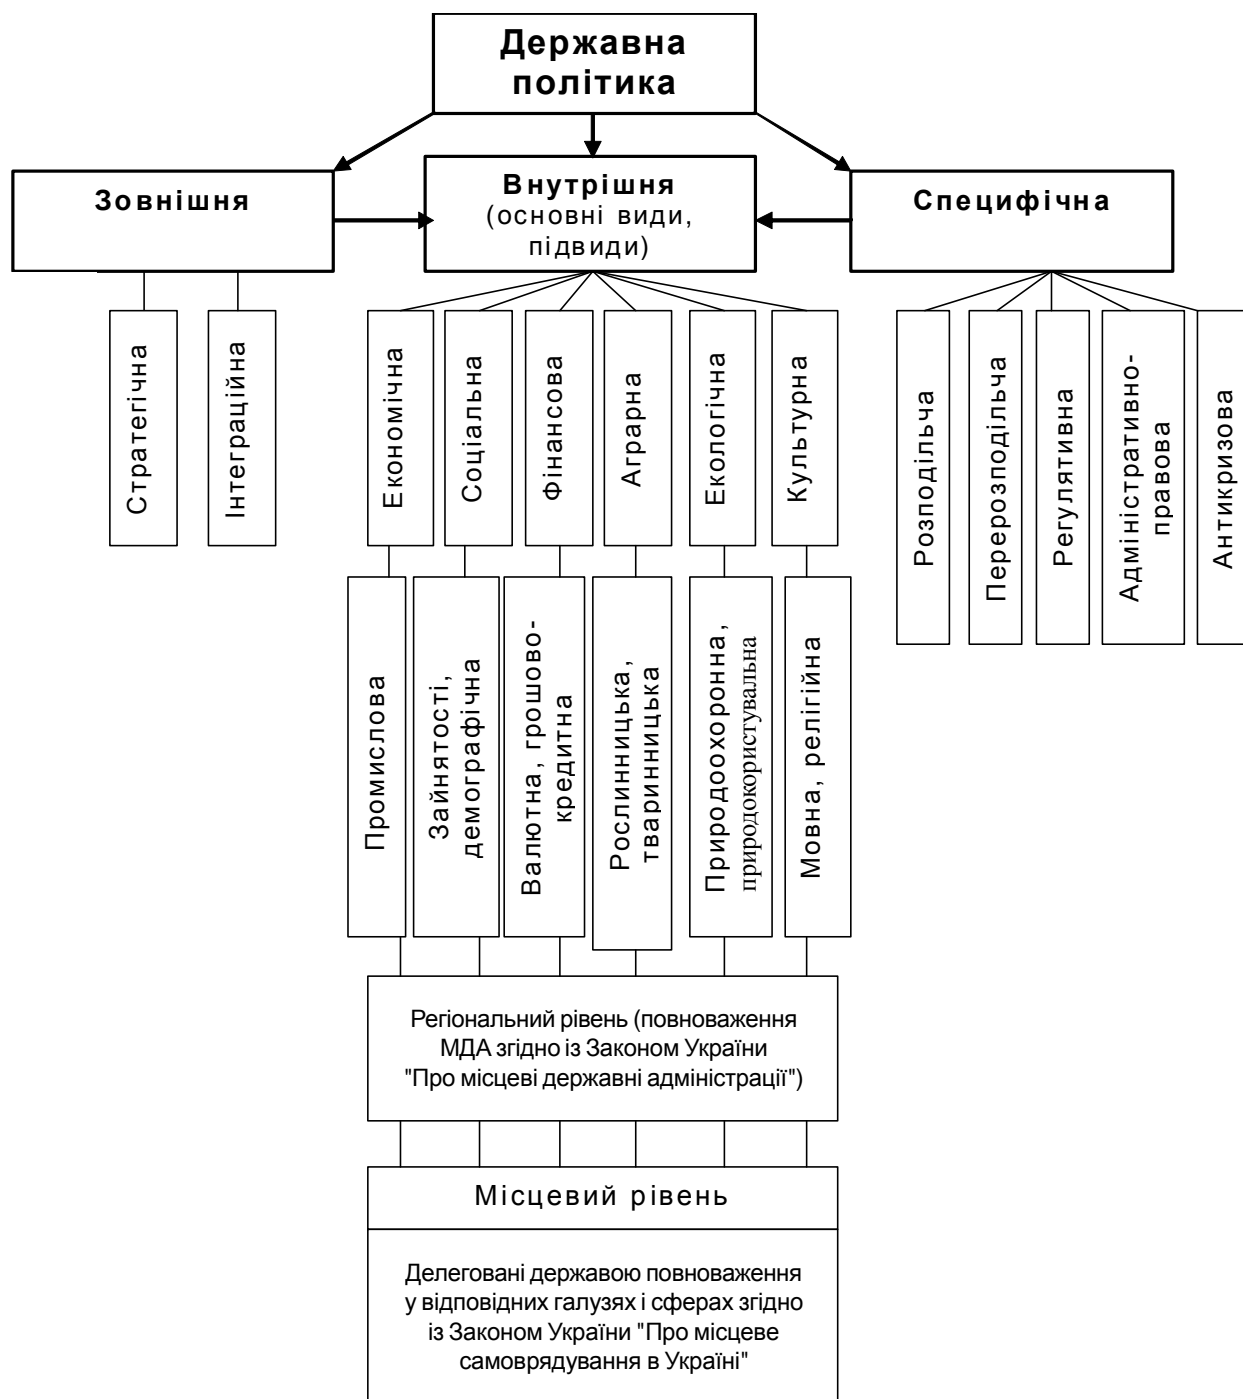 Державна
політика
Зовнішня
Внутрішня
(основні види,
підвиди)
Специфічна
Стратегічна
Інтеграційна
Економічна
Соціальна
Фінансова
Аграрна
Екологічна
Культурна
Розподільча
Перерозподільча
Регулятивна
Адміністративно-
правова
Антикризова
Промислова
Зайнятості,
демографічна
Валютна, грошово-
кредитна
Рослинницька,
тваринницька
Природоохоронна,
природокористувальна
Мовна, релігійна
Регіональний рівень (повноваження
МДА згідно із Законом України
"Про місцеві державні адміністрації")
Місцевий рівень
Делеговані державою повноваження
у відповідних галузях і сферах згідно
із Законом України "Про місцеве
самоврядування в Україні"